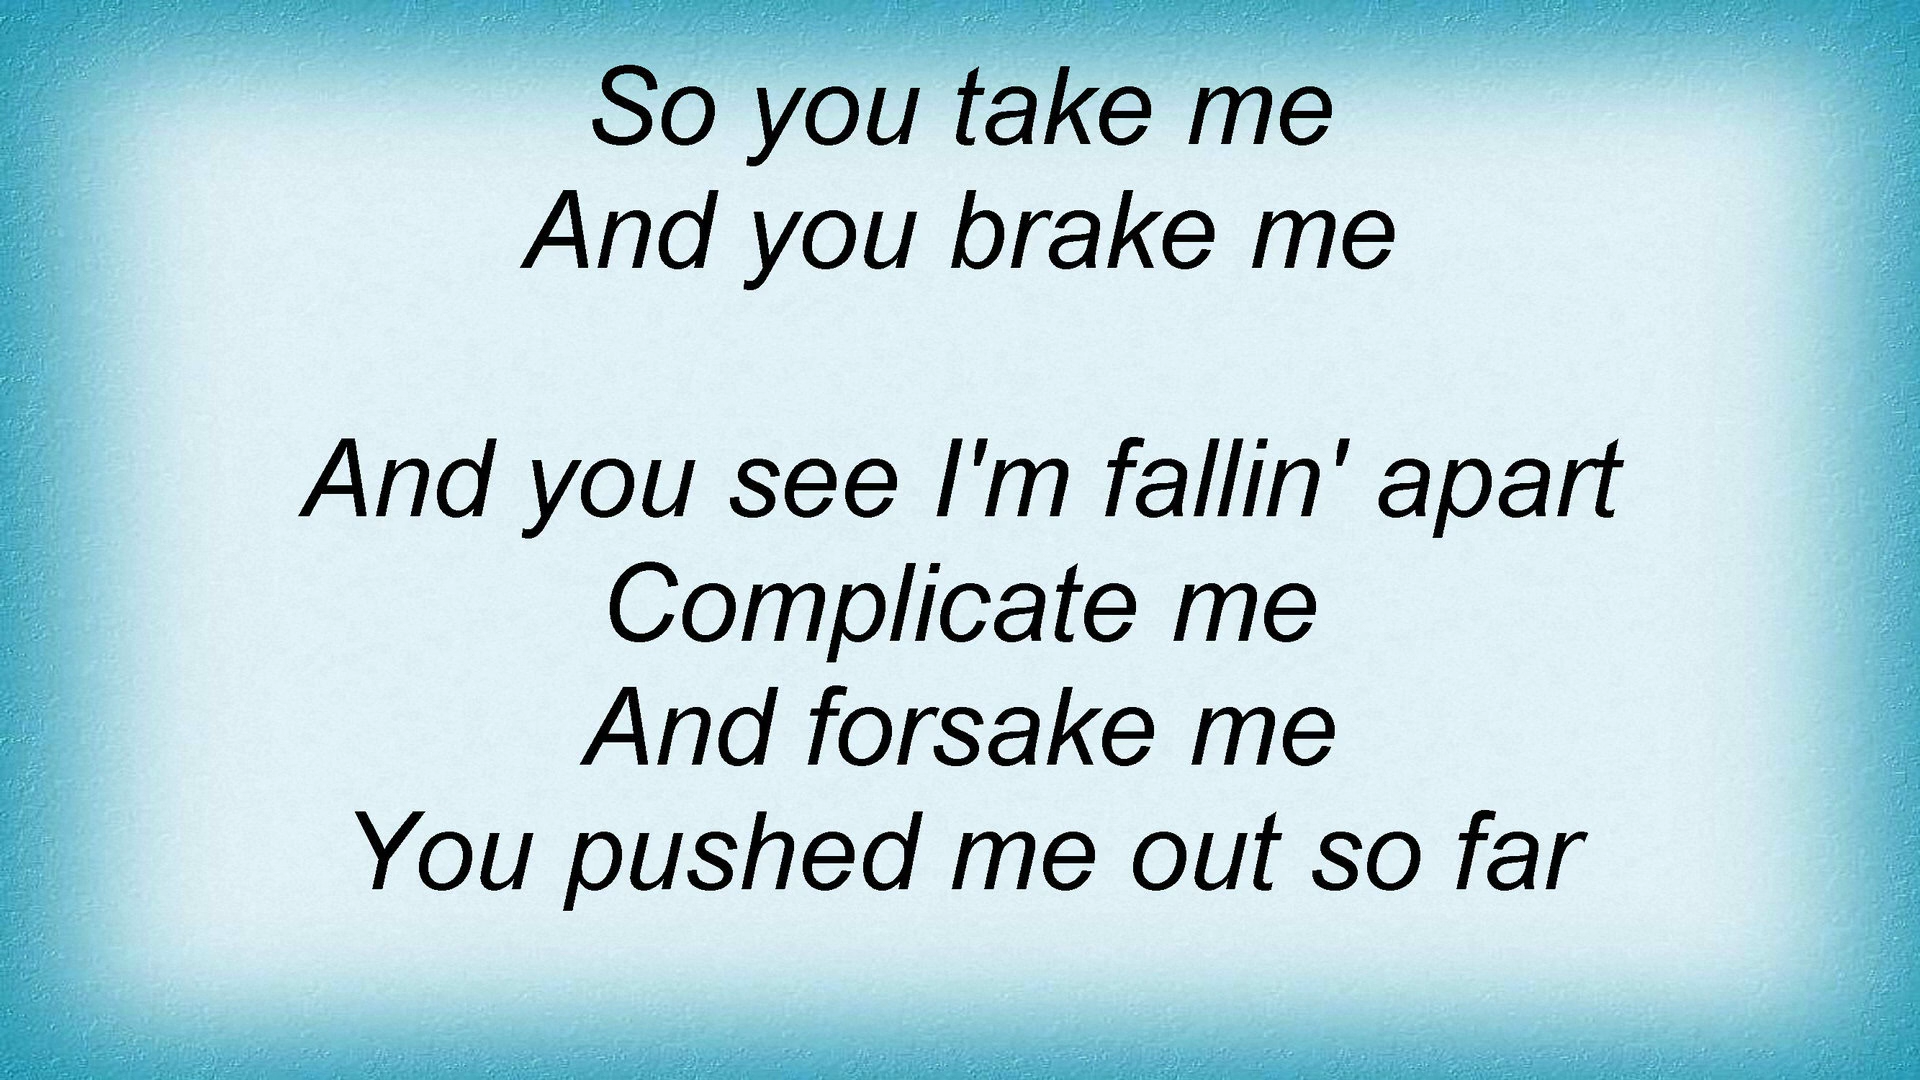 So you take me
And you brake me
And you see I'm fallin' apart
Complicate me
And forsake me
You pushed me out so far